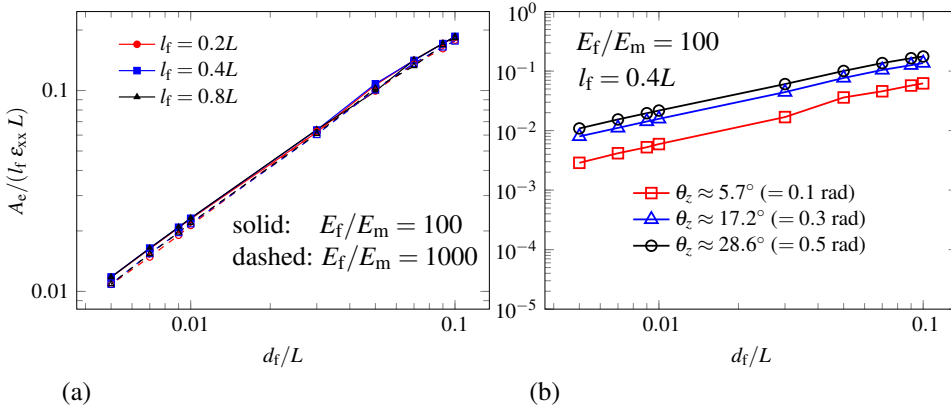 0.1
0.01
A_e/(l_f ε_xx L)
l_f = 0.2L
l_f = 0.4L
l_f = 0.8L
solid: E_f/E_m = 100
dashed: E_f/E_m = 1000
0.01 0.1
d_f/L
(a)
10^0
10^−1
10^−2
10^−3
10^−4
10^−5
E_f/E_m = 100
l_f = 0.4L
θ_z ≈ 5.7° (= 0.1 rad)
θ_z ≈ 17.2° (= 0.3 rad)
θ_z ≈ 28.6° (= 0.5 rad)
0.01 0.1
d_f/L
(b)